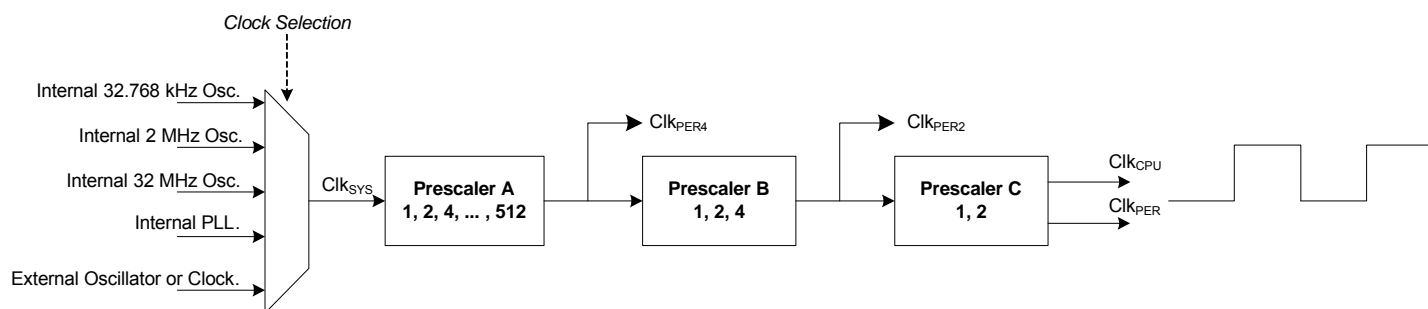 Clock Selection
Internal 32.768 kHz Osc.
Internal 2 MHz Osc.
Internal 32 MHz Osc.
Internal PLL.
External Oscillator or Clock.
ClkSYS
Prescaler A
1, 2, 4, ... , 512
ClkPER4
Prescaler B
1, 2, 4
ClkPER2
Prescaler C
1, 2
ClkCPU
ClkPER